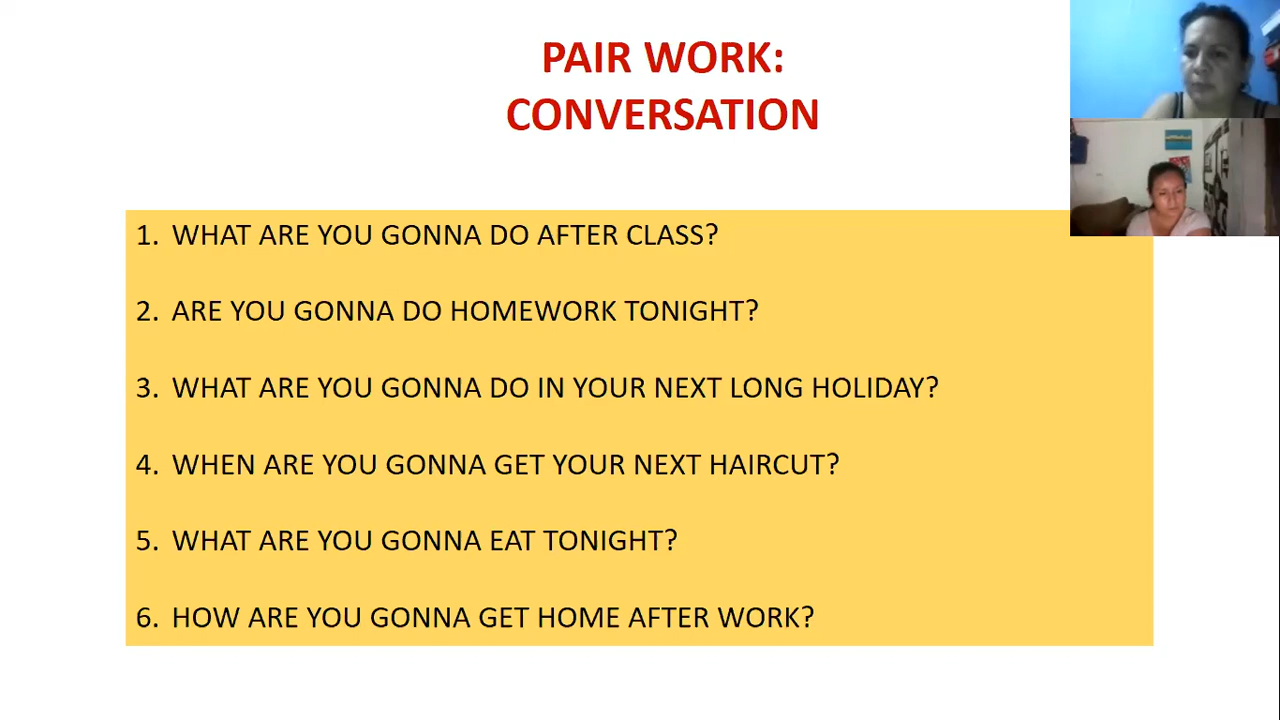 PAIR WORK:
CONVERSATION
1. WHAT ARE YOU GONNA DO AFTER CLASS?
2. ARE YOU GONNA DO HOMEWORK TONIGHT?
3. WHAT ARE YOU GONNA DO IN YOUR NEXT LONG HOLIDAY?
4. WHEN ARE YOU GONNA GET YOUR NEXT HAIRCUT?
5. WHAT ARE YOU GONNA EAT TONIGHT?
6. HOW ARE YOU GONNA GET HOME AFTER WORK?